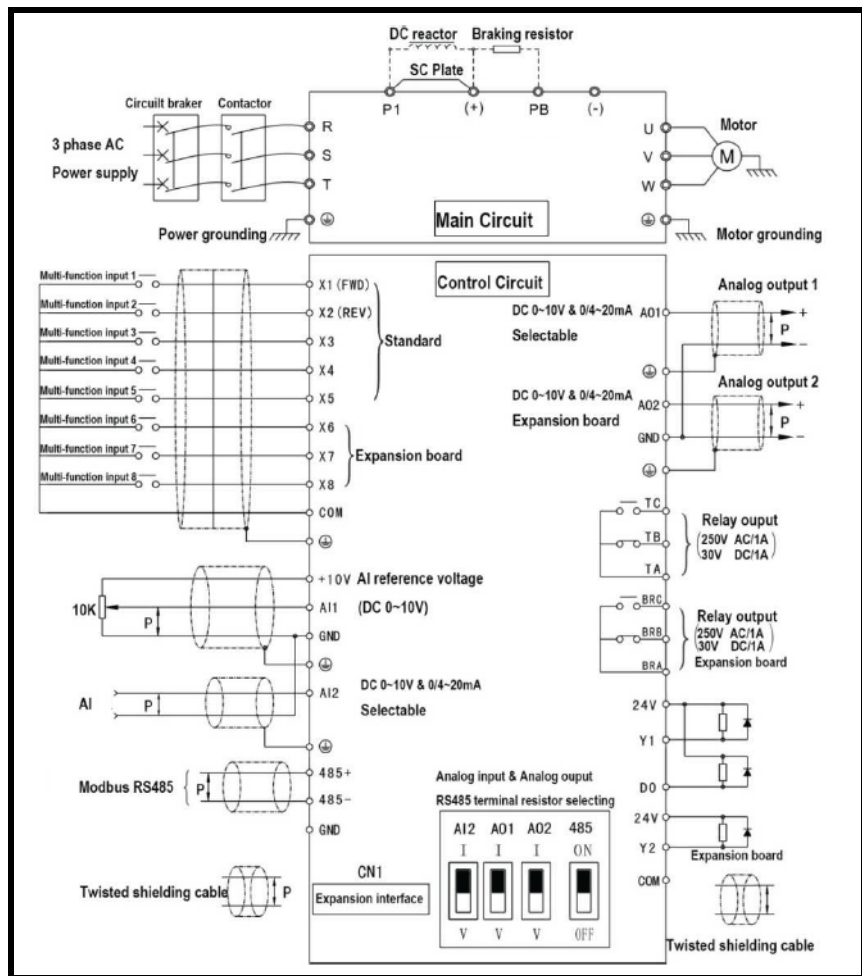 DC reactor
Braking resistor
SC Plate
P1
(+)
PB
(-)
Circuilt braker
Contactor
3 phase AC
Power supply
R
S
T
Power grounding
Main Circuit
U
V
W
Motor
M
Motor grounding
Control Circuit
Multi-function input 1
Multi-function input 2
Multi-function input 3
Multi-function input 4
Multi-function input 5
Multi-function input 6
Multi-function input 7
Multi-function input 8
X1(FWD)
X2(REV)
X3
X4
X5
X6
X7
X8
COM
Standard
Expansion board
DC 0~10V & 0/4~20mA
Selectable
AO1
Analog output 1
+
P
−
DC 0~10V & 0/4~20mA
Expansion board
AO2
GND
Analog output 2
+
P
−
TC
TB
TA
Relay ouput
(250V AC/1A
30V DC/1A)
BRC
BRB
BRA
Relay output
(250V AC/1A
30V DC/1A)
Expansion board
10K
P
+10V AI reference voltage
AI1 (DC 0~10V)
GND
AI
P
AI2
DC 0~10V & 0/4~20mA
Selectable
Modbus RS485
P
485+
485-
GND
24V
Y1
DO
24V
Y2
Expansion board
COM
Analog input & Analog ouput
RS485 terminal resistor selecting
AI2 AO1 AO2 485
I I I ON
V V V OFF
CN1
Expansion interface
Twisted shielding cable
P
Twisted shielding cable